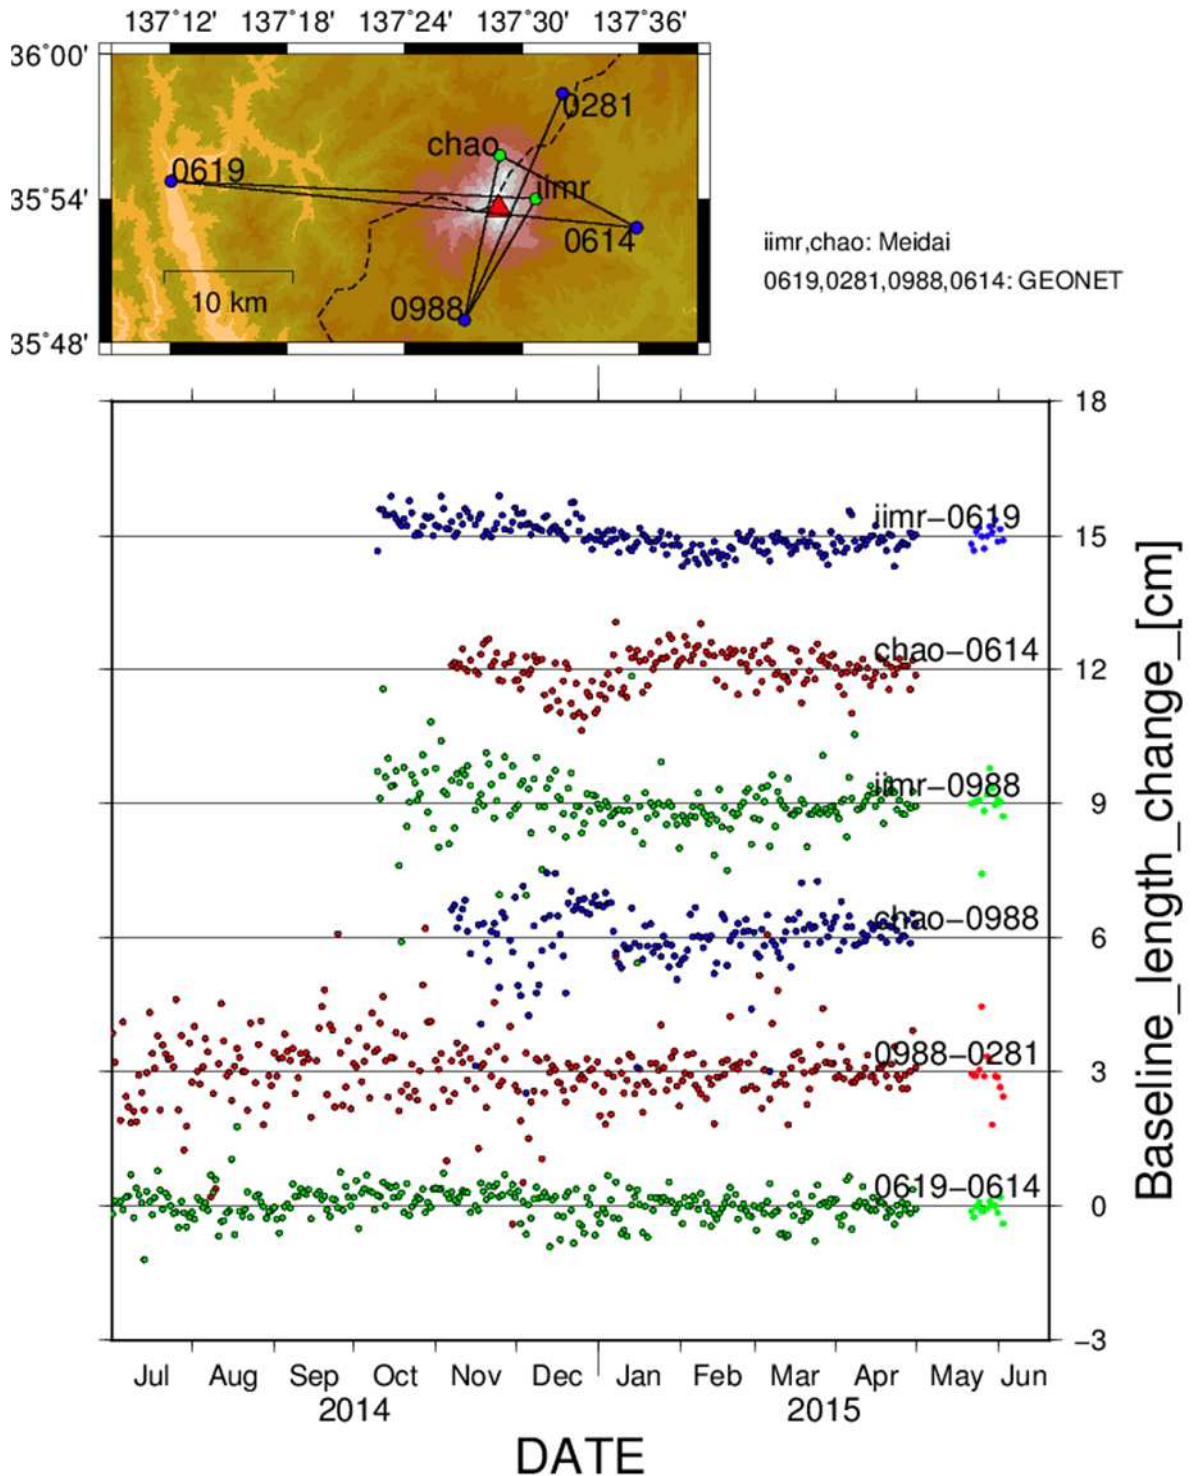 137°12' 137°18' 137°24' 137°30' 137°36'
36°00'
0281
chao
0619
iimr
35°54'
0614
iimr,chao: Meidai
0619,0281,0988,0614: GEONET
10 km
0988
35°48'
18
iimr−0619
15
chao−0614
12
iimr−0988
9
chao−0988
6
0988−0281
3
0619−0614
0
−3
Baseline_length_change_[cm]
Jul Aug Sep Oct Nov Dec Jan Feb Mar Apr May Jun
2014 2015
DATE